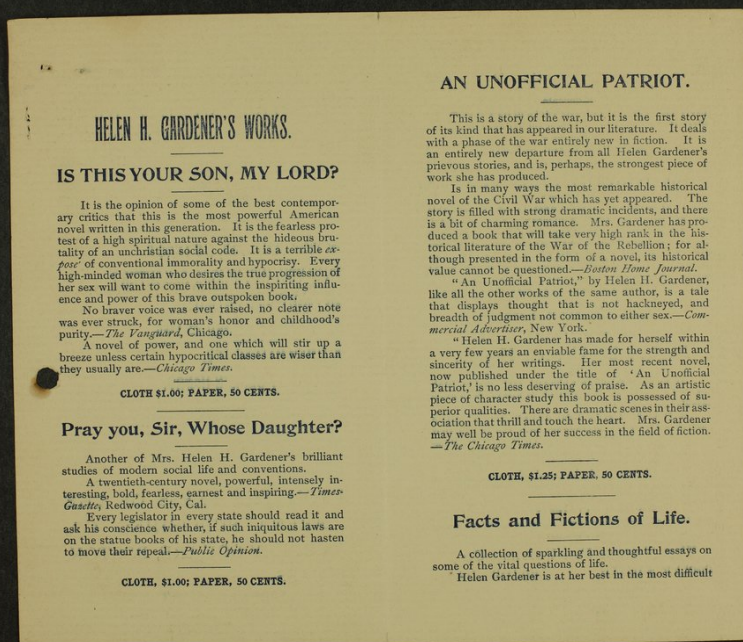 HELEN H. GARDENER'S WORKS.
IS THIS YOUR SON, MY LORD?
It is the opinion of some of the best contempor-
ary critics that this is the most powerful American
novel written in this generation. It is the fearless pro-
test of a high spiritual nature against the hideous bru-
tality of an unchristian social code. It is a terrible ex-
pose' of conventional immorality and hypocrisy. Every
high-minded woman who desires the true progression of
her sex will want to come within the inspiriting influ-
ence and power of this brave outspoken book.
No braver voice was ever raised, no clearer note
was ever struck, for woman's honor and childhood's
purity.—The Vanguard, Chicago.
A novel of power, and one which will stir up a
breeze unless certain hypocritical classes are wiser than
they usually are.—Chicago Times.
CLOTH $1.00; PAPER, 50 CENTS.
Pray you, Sir, Whose Daughter?
Another of Mrs. Helen H. Gardener's brilliant
studies of modern social life and conventions.
A twentieth-century novel, powerful, intensely in-
teresting, bold, fearless, earnest and inspiring.—Times-
Gazette, Redwood City, Cal.
Every legislator in every state should read it and
ask his conscience whether, if such iniquitous laws are
on the statue books of his state, he should not hasten
to move their repeal.—Public Opinion.
CLOTH, $1.00; PAPER, 50 CENTS.
AN UNOFFICIAL PATRIOT.
This is a story of the war, but it is the first story
of its kind that has appeared in our literature. It deals
with a phase of the war entirely new in fiction. It is
an entirely new departure from all Helen Gardener's
prievous stories, and is, perhaps, the strongest piece of
work she has produced.
Is in many ways the most remarkable historical
novel of the Civil War which has yet appeared. The
story is filled with strong dramatic incidents, and there
is a bit of charming romance. Mrs. Gardener has pro-
duced a book that will take very high rank in the his-
torical literature of the War of the Rebellion; for al-
though presented in the form of a novel, its historical
value cannot be questioned.—Boston Home Journal.
"An Unofficial Patriot," by Helen H. Gardener,
like all the other works of the same author, is a tale
that displays thought that is not hackneyed, and
breadth of judgment not common to either sex.—Com-
mercial Advertiser, New York.
"Helen H. Gardener has made for herself within
a very few years an enviable fame for the strength and
sincerity of her writings. Her most recent novel,
now published under the title of 'An Unofficial
Patriot,' is no less deserving of praise. As an artistic
piece of character study this book is possessed of su-
perior qualities. There are dramatic scenes in their ass-
ociation that thrill and touch the heart. Mrs. Gardener
may well be proud of her success in the field of fiction.
—The Chicago Times.
CLOTH, $1.25; PAPER, 50 CENTS.
Facts and Fictions of Life.
A collection of sparkling and thoughtful essays on
some of the vital questions of life.
Helen Gardener is at her best in the most difficult